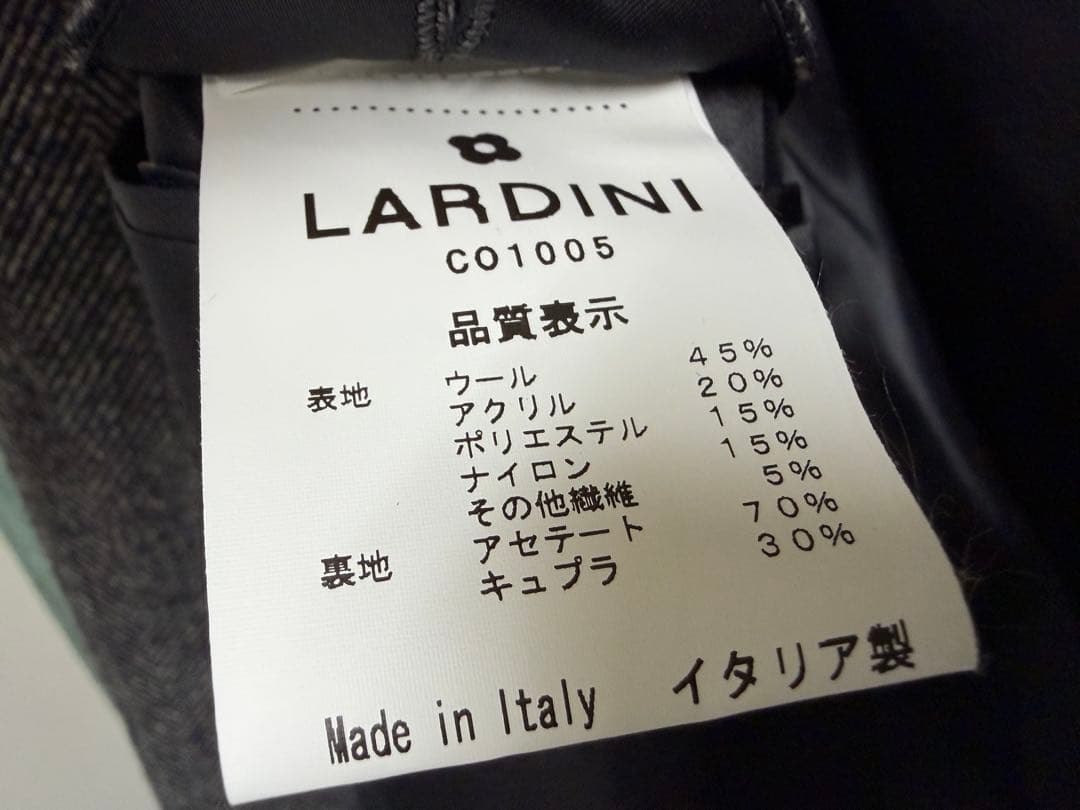 LARDINI
CO1005
品質表示
表地 ウール 45%
アクリル 20%
ポリエステル 15%
ナイロン 15%
その他繊維 5%
裏地 アセテート 70%
キュプラ 30%
Made in Italy イタリア製